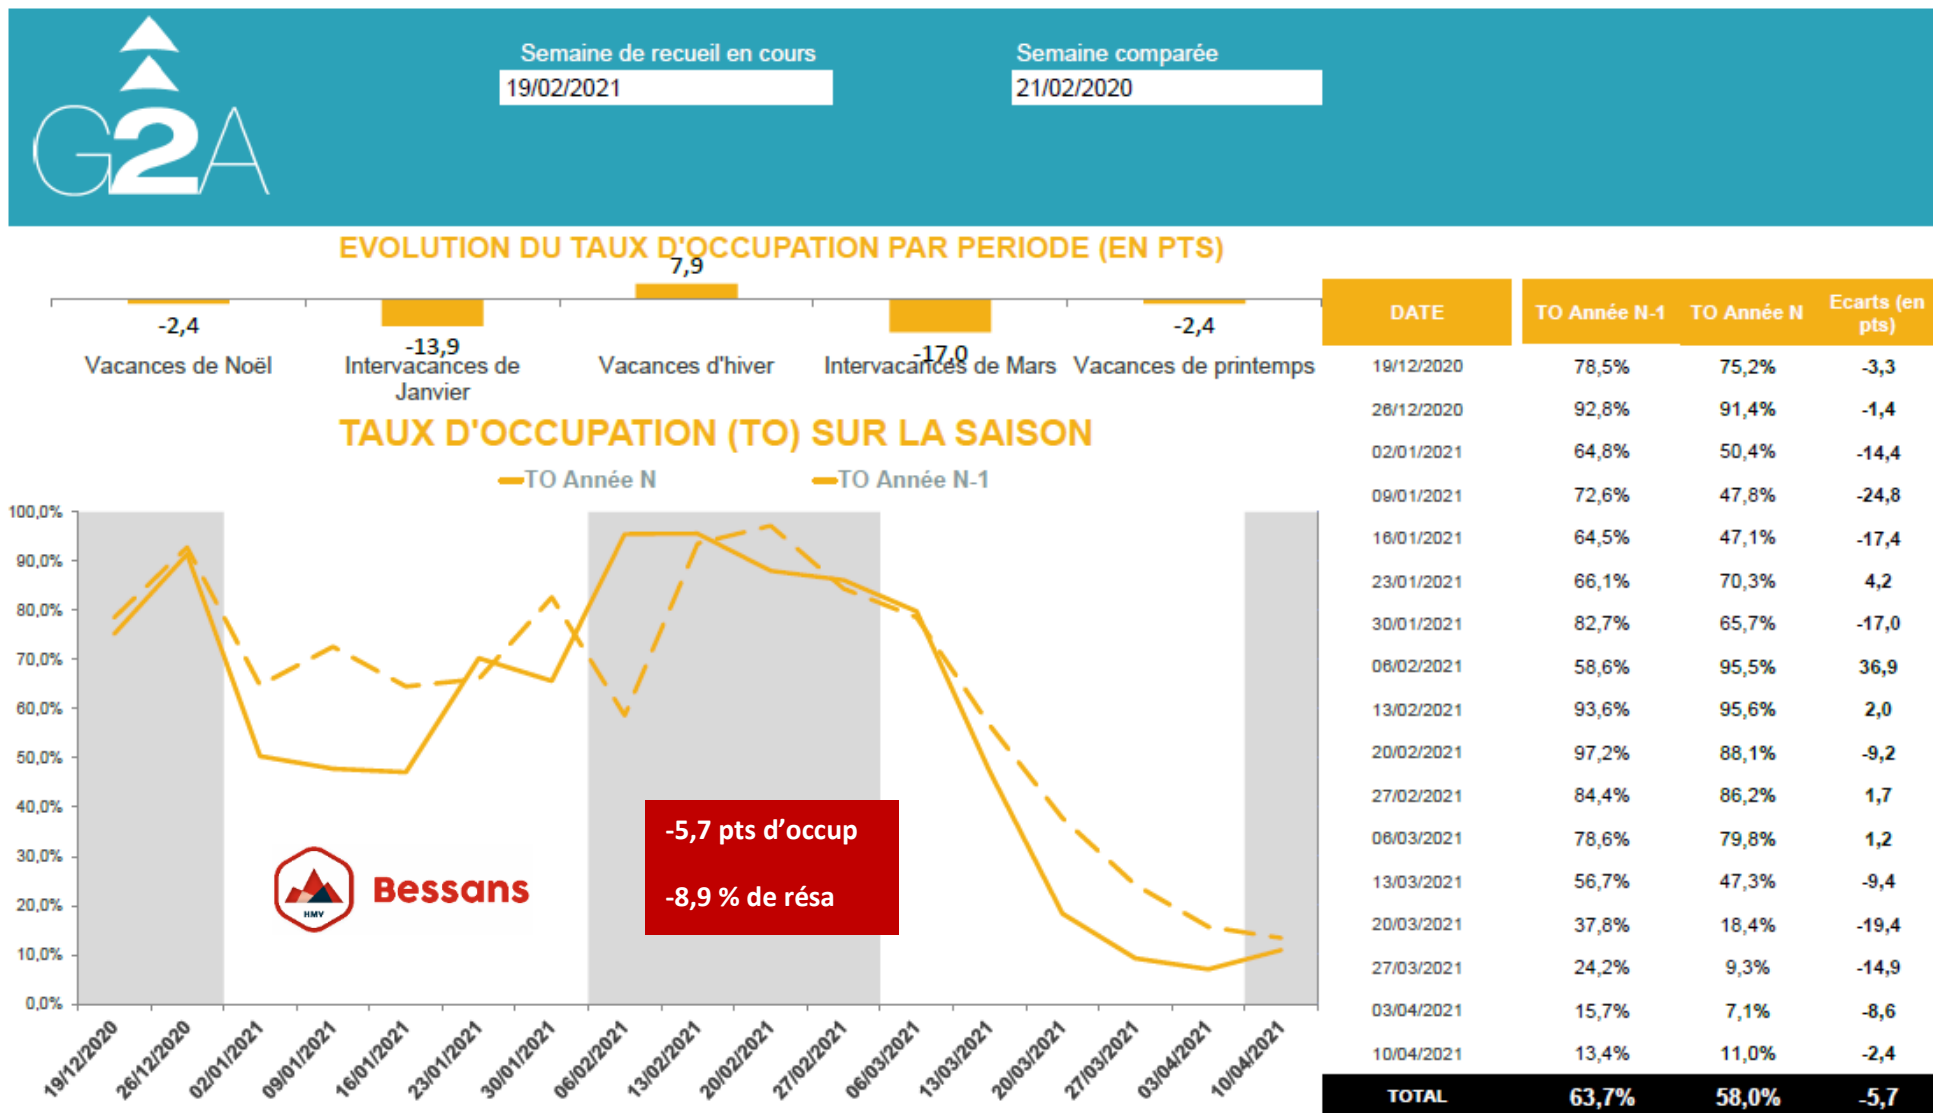 G2A
Semaine de recueil en cours
19/02/2021
Semaine comparée
21/02/2020
EVOLUTION DU TAUX D'OCCUPATION PAR PERIODE (EN PTS)
-2,4
-13,9
7,9
-17,0
-2,4
Vacances de Noël
Intervacances de
Janvier
Vacances d'hiver
Intervacances de Mars
Vacances de printemps
TAUX D'OCCUPATION (TO) SUR LA SAISON
TO Année N
TO Année N-1
100,0%
90,0%
80,0%
70,0%
60,0%
50,0%
40,0%
30,0%
20,0%
10,0%
0,0%
HMV
Bessans
-5,7 pts d’occup
-8,9 % de résa
19/12/2020
26/12/2020
02/01/2021
09/01/2021
16/01/2021
23/01/2021
30/01/2021
06/02/2021
13/02/2021
20/02/2021
27/02/2021
06/03/2021
13/03/2021
20/03/2021
27/03/2021
03/04/2021
10/04/2021
DATE TO Année N-1 TO Année N Ecarts (en
pts)
19/12/2020 78,5% 75,2% -3,3
26/12/2020 92,8% 91,4% -1,4
02/01/2021 64,8% 50,4% -14,4
09/01/2021 72,6% 47,8% -24,8
16/01/2021 64,5% 47,1% -17,4
23/01/2021 66,1% 70,3% 4,2
30/01/2021 82,7% 65,7% -17,0
06/02/2021 58,6% 95,5% 36,9
13/02/2021 93,6% 95,6% 2,0
20/02/2021 97,2% 88,1% -9,2
27/02/2021 84,4% 86,2% 1,7
06/03/2021 78,6% 79,8% 1,2
13/03/2021 56,7% 47,3% -9,4
20/03/2021 37,8% 18,4% -19,4
27/03/2021 24,2% 9,3% -14,9
03/04/2021 15,7% 7,1% -8,6
10/04/2021 13,4% 11,0% -2,4
TOTAL 63,7% 58,0% -5,7